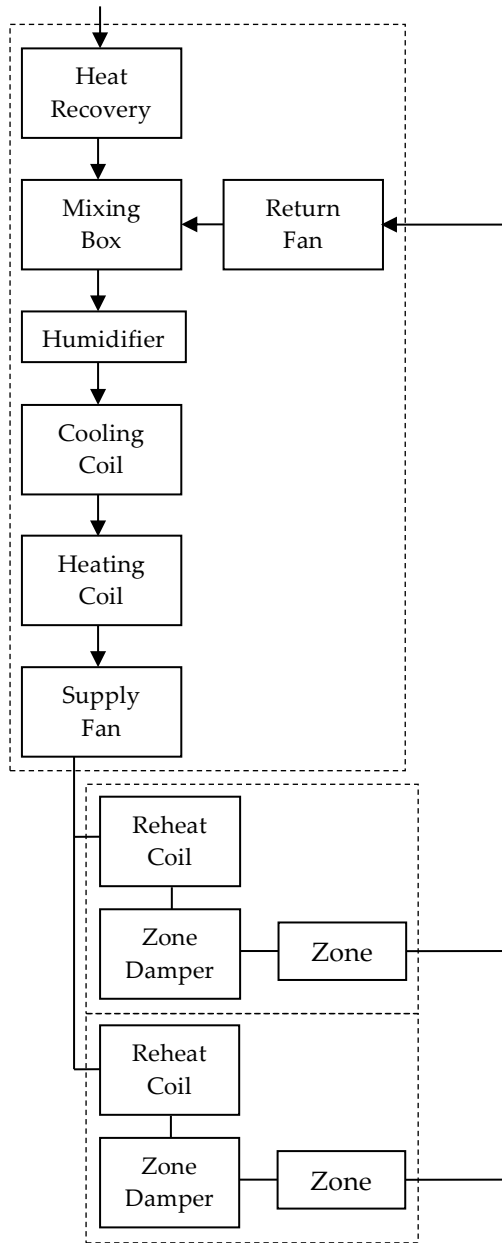 Heat
Recovery
Mixing
Box
Return
Fan
Humidifier
Cooling
Coil
Heating
Coil
Supply
Fan
Reheat
Coil
Zone
Damper
Zone
Reheat
Coil
Zone
Damper
Zone